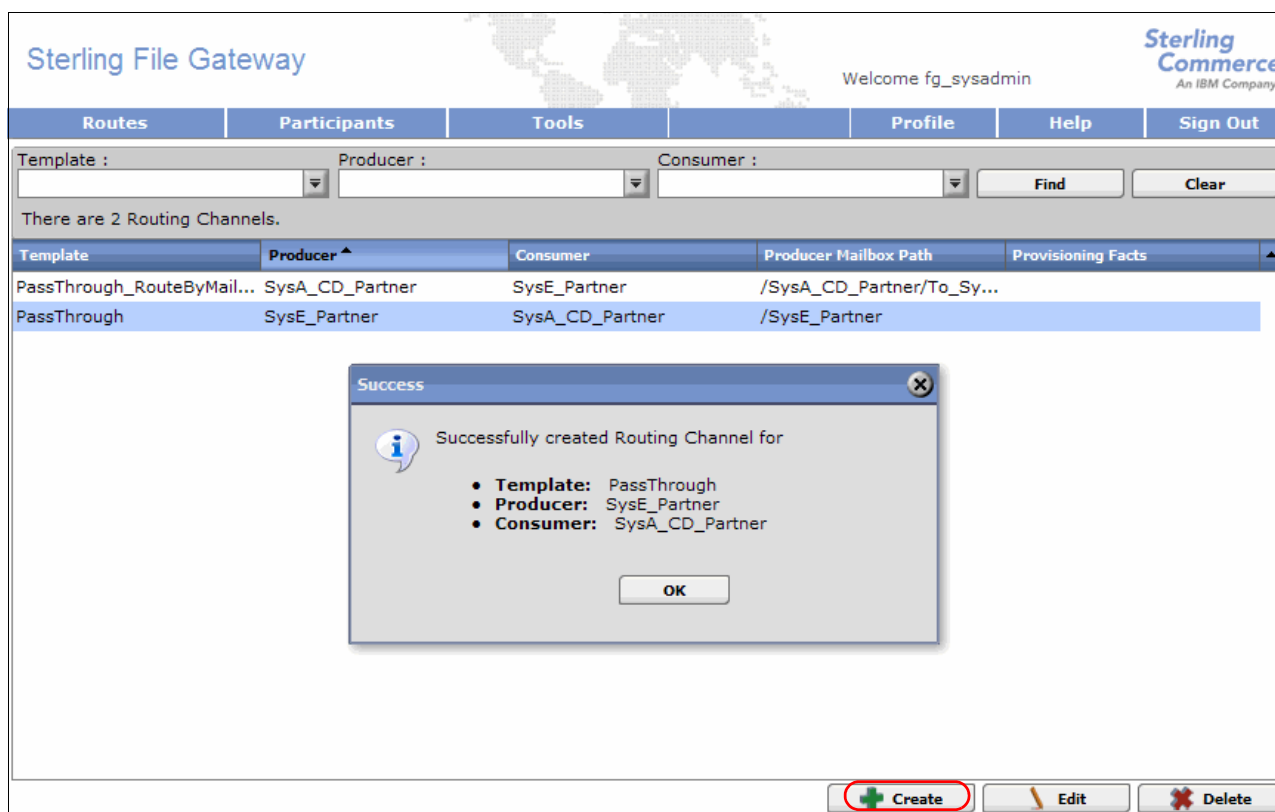 Sterling File Gateway
Welcome fg_sysadmin
Sterling
Commerce
An IBM Company
Routes Participants Tools Profile Help Sign Out
Template : Producer : Consumer :
Find Clear
There are 2 Routing Channels.
Template Producer Consumer Producer Mailbox Path Provisioning Facts
PassThrough_RouteByMail... SysA_CD_Partner SysE_Partner /SysA_CD_Partner/To_Sy...
PassThrough SysE_Partner SysA_CD_Partner /SysE_Partner
Success
Successfully created Routing Channel for
• Template: PassThrough
• Producer: SysE_Partner
• Consumer: SysA_CD_Partner
OK
Create Edit Delete